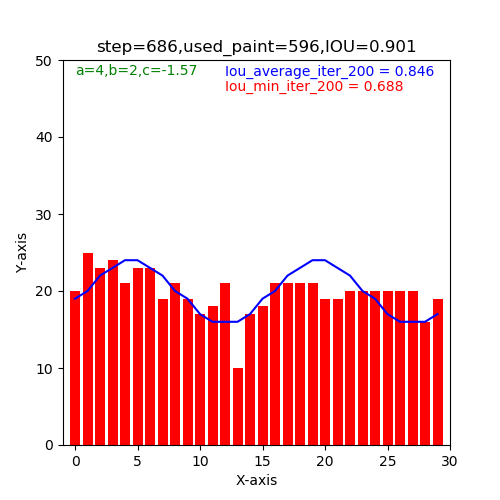 step=686,used_paint=596,IOU=0.901
a=4,b=2,c=-1.57
Iou_average_iter_200 = 0.846
Iou_min_iter_200 = 0.688
50
40
30
20
10
0
Y-axis
0 5 10 15 20 25 30
X-axis